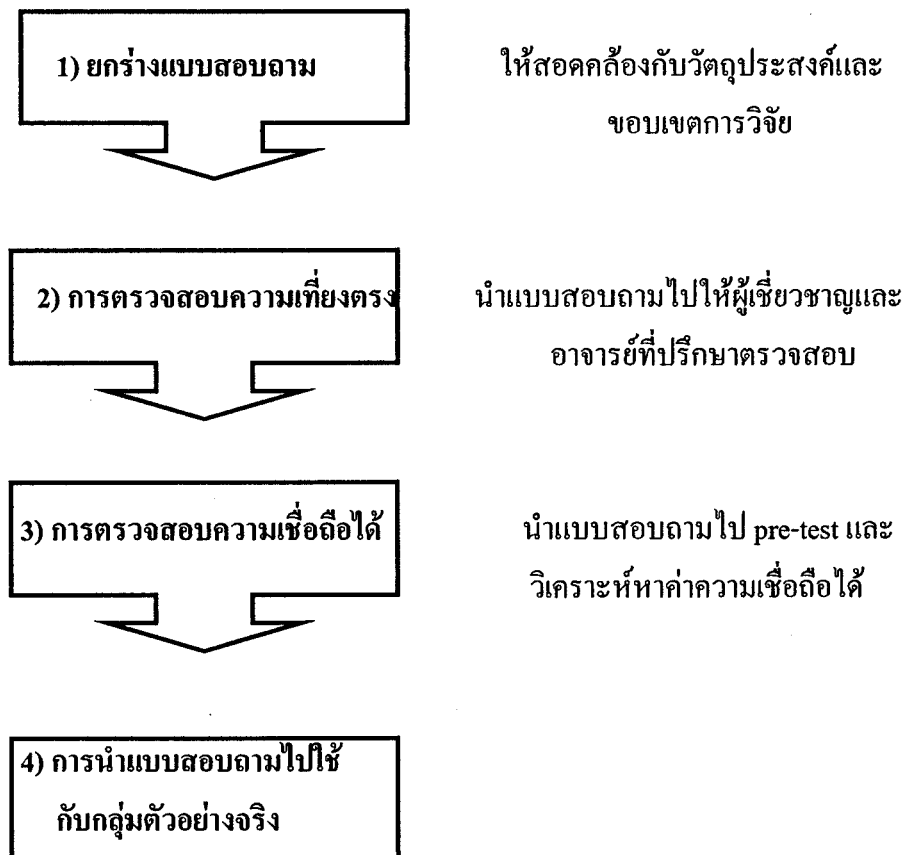 1) ยกร่างแบบสอบถาม
ให้สอดคล้องกับวัตถุประสงค์และ
ขอบเขตการวิจัย
2) การตรวจสอบความเที่ยงตรง
นำแบบสอบถามไปให้ผู้เชี่ยวชาญและ
อาจารย์ที่ปรึกษาตรวจสอบ
3) การตรวจสอบความเชื่อถือได้
นำแบบสอบถามไป pre-test และ
วิเคราะห์หาค่าความเชื่อถือได้
4) การนำแบบสอบถามไปใช้
กับกลุ่มตัวอย่างจริง